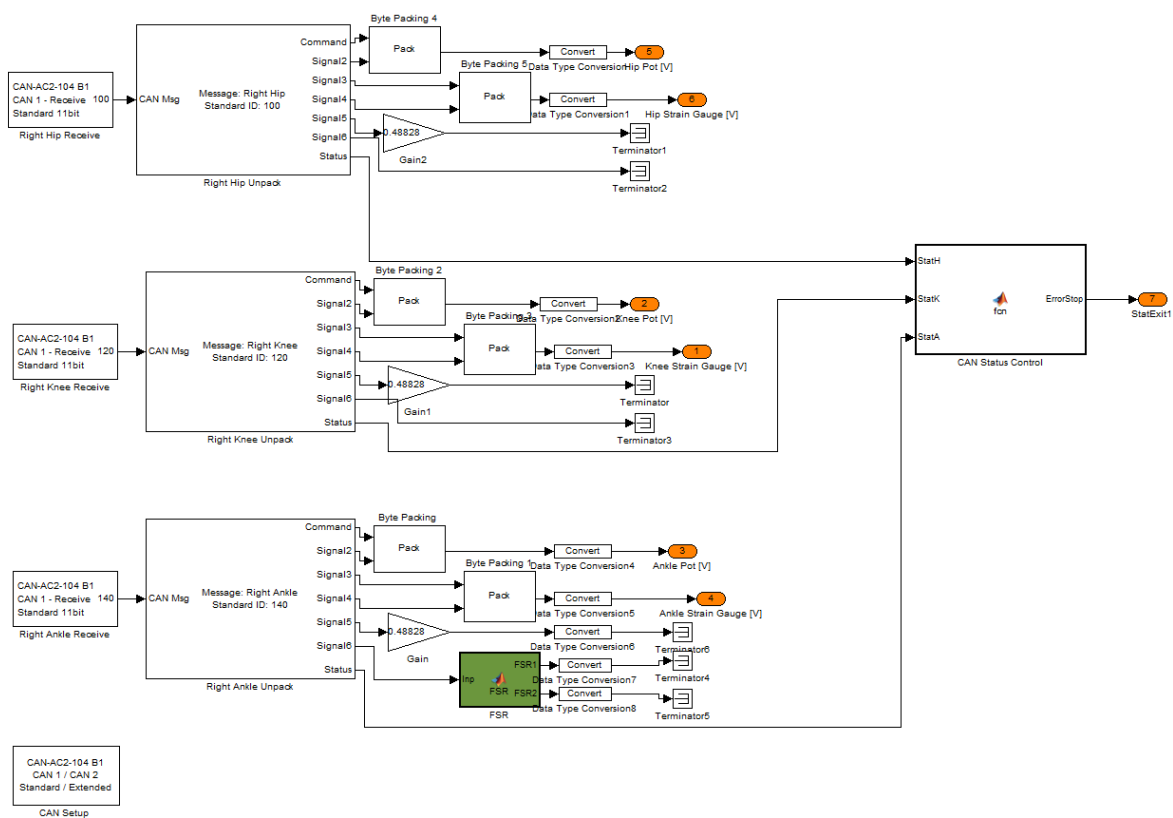 Byte Packing 4
Command
Signal2
Signal3
Signal4
Signal5
Signal6
Status
Pack
Convert
5
Data Type Conversion
Hip Pot [V]
Byte Packing 5
Pack
Convert
6
Data Type Conversion1
Hip Strain Gauge [V]
CAN-AC2-104 B1
CAN 1 - Receive 100
Standard 11bit
Right Hip Receive
CAN Msg
Message: Right Hip
Standard ID: 100
Right Hip Unpack
0.48828
Gain2
Terminator1
Terminator2
Byte Packing 2
Command
Signal2
Signal3
Signal4
Signal5
Signal6
Status
Pack
Convert
2
Data Type Conversion2
Knee Pot [V]
Byte Packing 3
Pack
Convert
1
Data Type Conversion3
Knee Strain Gauge [V]
CAN-AC2-104 B1
CAN 1 - Receive 120
Standard 11bit
Right Knee Receive
CAN Msg
Message: Right Knee
Standard ID: 120
Right Knee Unpack
0.48828
Gain1
Terminator
Terminator3
StatH
StatK
StatA
fcn
ErrorStop
CAN Status Control
7
StatExit1
Byte Packing
Command
Signal2
Signal3
Signal4
Signal5
Signal6
Status
Pack
Convert
3
Data Type Conversion4
Ankle Pot [V]
Byte Packing 1
Pack
Convert
4
Data Type Conversion5
Ankle Strain Gauge [V]
CAN-AC2-104 B1
CAN 1 - Receive 140
Standard 11bit
Right Ankle Receive
CAN Msg
Message: Right Ankle
Standard ID: 140
Right Ankle Unpack
0.48828
Gain
Convert
Data Type Conversion6
Terminator6
Inp
FSR
FSR1
FSR2
FSR
Convert
Data Type Conversion7
Terminator4
Convert
Data Type Conversion8
Terminator5
CAN-AC2-104 B1
CAN 1 / CAN 2
Standard / Extended
CAN Setup